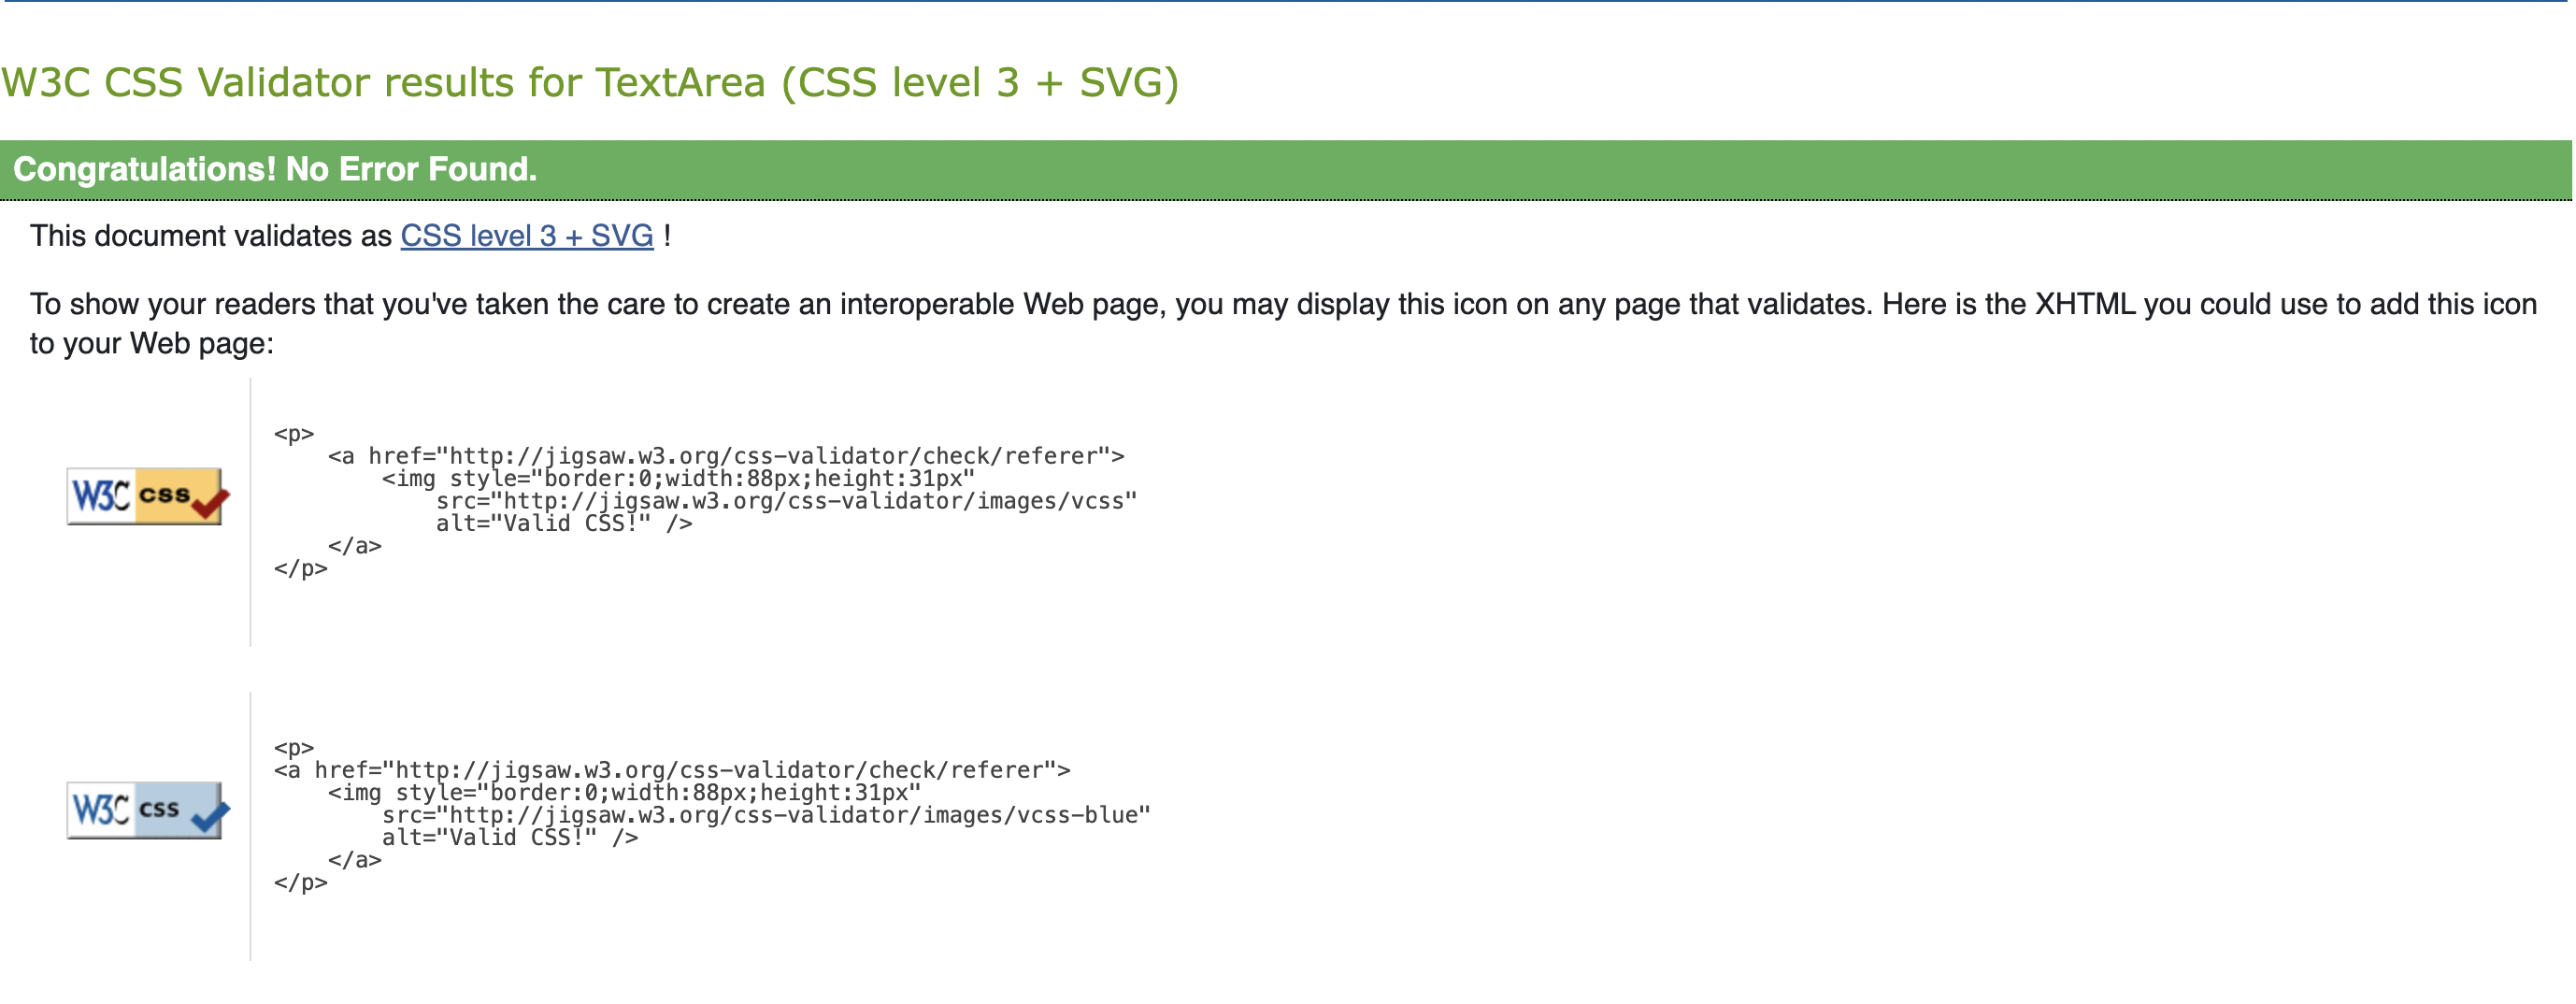 W3C CSS Validator results for TextArea (CSS level 3 + SVG)
Congratulations! No Error Found.
This document validates as CSS level 3 + SVG !
To show your readers that you've taken the care to create an interoperable Web page, you may display this icon on any page that validates. Here is the XHTML you could use to add this icon
to your Web page:
W3C css
<p>
    <a href="http://jigsaw.w3.org/css-validator/check/referer">
        <img style="border:0;width:88px;height:31px"
            src="http://jigsaw.w3.org/css-validator/images/vcss"
            alt="Valid CSS!" />
    </a>
</p>
W3C css
<p>
<a href="http://jigsaw.w3.org/css-validator/check/referer">
    <img style="border:0;width:88px;height:31px"
        src="http://jigsaw.w3.org/css-validator/images/vcss-blue"
        alt="Valid CSS!" />
    </a>
</p>